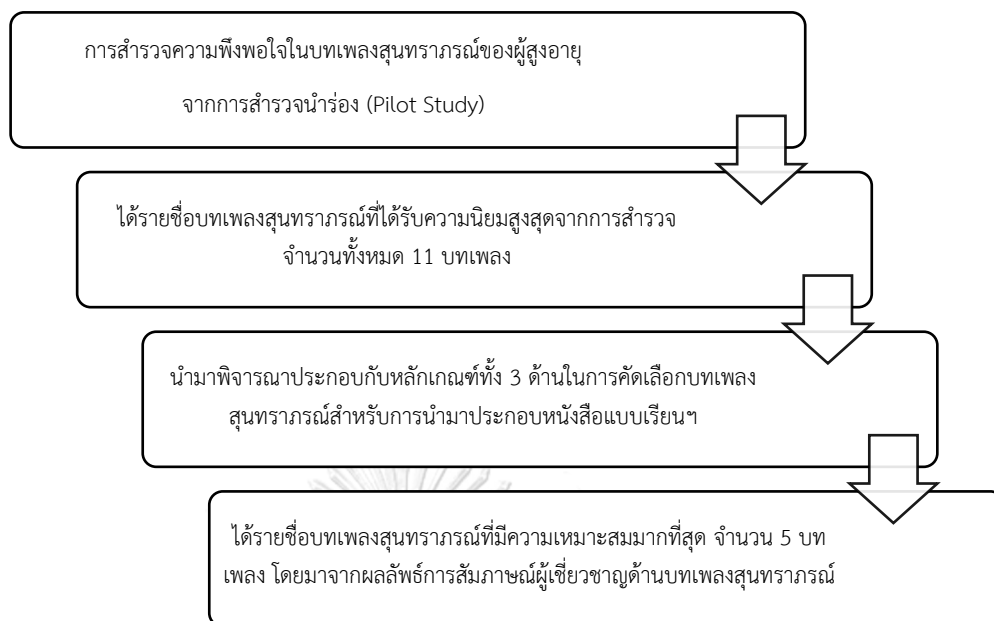 การสำรวจความพึงพอใจในบทเพลงสุนทราภรณ์ของผู้สูงอายุ
จากการสำรวจนำร่อง (Pilot Study)
ได้รายชื่อบทเพลงสุนทราภรณ์ที่ได้รับความนิยมสูงสุดจากการสำรวจ
จำนวนทั้งหมด 11 บทเพลง
นำมาพิจารณาประกอบกับหลักเกณฑ์ทั้ง 3 ด้านในการคัดเลือกบทเพลง
สุนทราภรณ์สำหรับการนำมาประกอบหนังสือแบบเรียนฯ
ได้รายชื่อบทเพลงสุนทราภรณ์ที่มีความเหมาะสมมากที่สุด จำนวน 5 บท
เพลง โดยมาจากผลลัพธ์การสัมภาษณ์ผู้เชี่ยวชาญด้านบทเพลงสุนทราภรณ์